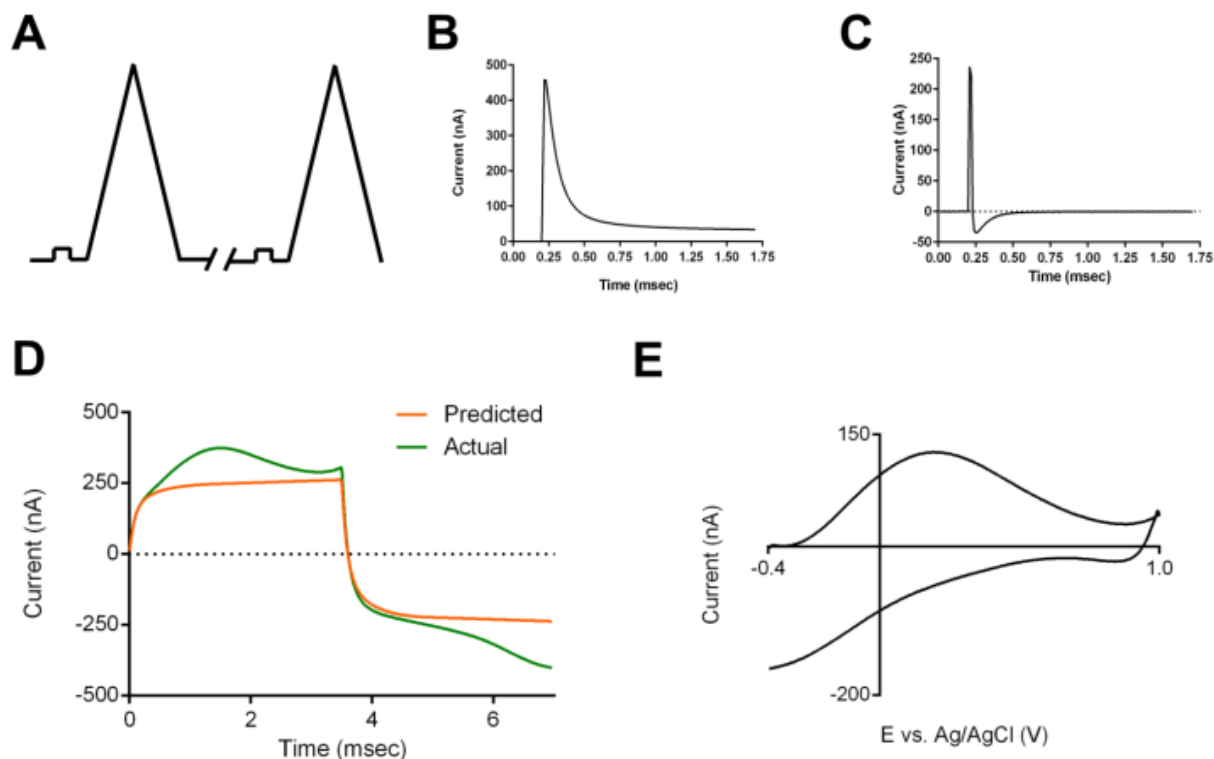 A
B
500
400
300
200
100
0
Current (nA)
0.00 0.25 0.50 0.75 1.00 1.25 1.50 1.75
Time (msec)
C
250
200
150
100
50
0
-50
Current (nA)
0.00 0.25 0.50 0.75 1.00 1.25 1.50 1.75
Time (msec)
D
500
250
0
-250
-500
Current (nA)
Predicted
Actual
0 2 4 6
Time (msec)
E
150
-0.4 1.0
-200
Current (nA)
E vs. Ag/AgCl (V)